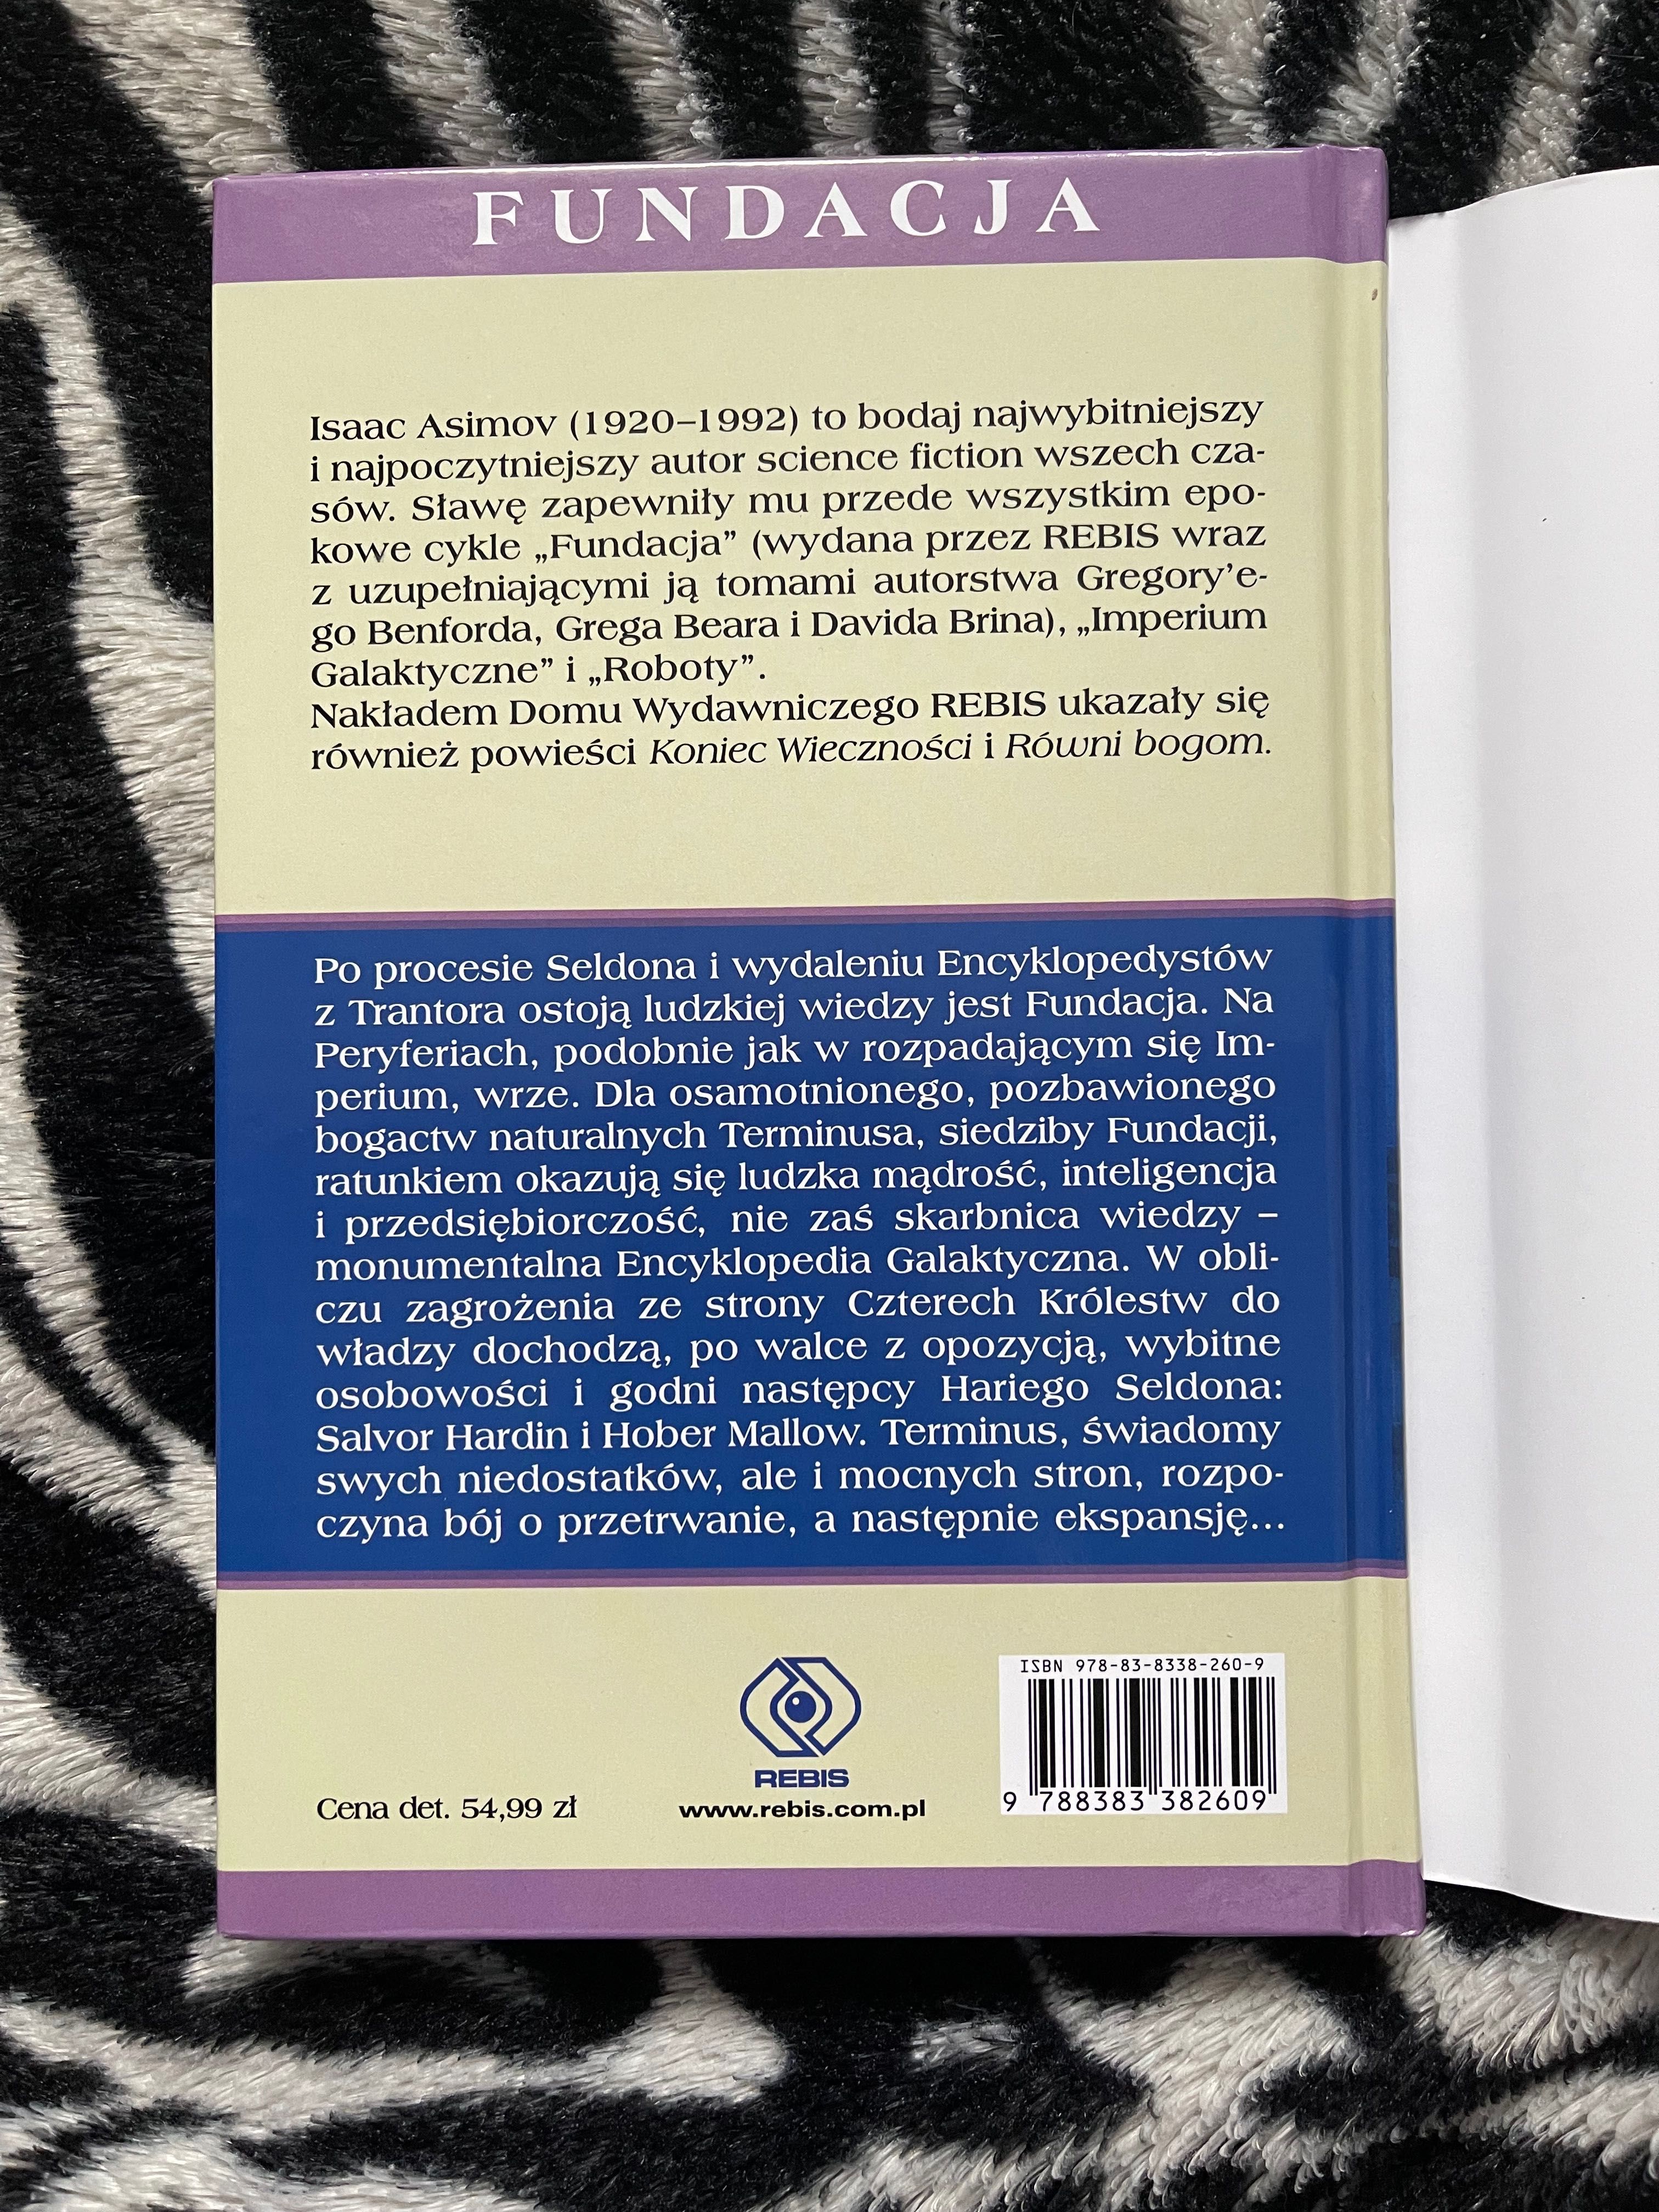 FUNDACJA
Isaac Asimov (1920–1992) to bodaj najwybitniejszy
i najpoczytniejszy autor science fiction wszech cza-
sów. Sławę zapewniły mu przede wszystkim epo-
kowe cykle „Fundacja” (wydana przez REBIS wraz
z uzupełniającymi ją tomami autorstwa Gregory’e-
go Benforda, Grega Beara i Davida Brina), „Imperium
Galaktyczne” i „Roboty”.
Nakładem Domu Wydawniczego REBIS ukazały się
również powieści Koniec Wieczności i Równi bogom.
Po procesie Seldona i wydaleniu Encyklopedystów
z Trantora ostoją ludzkiej wiedzy jest Fundacja. Na
Peryferiach, podobnie jak w rozpadającym się Im-
perium, wrze. Dla osamotnionego, pozbawionego
bogactw naturalnych Terminusa, siedziby Fundacji,
ratunkiem okazują się ludzka mądrość, inteligencja
i przedsiębiorczość, nie zaś skarbnica wiedzy –
monumentalna Encyklopedia Galaktyczna. W obli-
czu zagrożenia ze strony Czterech Królestw do
władzy dochodzą, po walce z opozycją, wybitne
osobowości i godni następcy Hariego Seldona:
Salvor Hardin i Hober Mallow. Terminus, świadomy
swych niedostatków, ale i mocnych stron, rozpo-
czyna bój o przetrwanie, a następnie ekspansję...
Cena det. 54,99 zł
REBIS
www.rebis.com.pl
ISBN 978-83-8338-260-9
9 788383 382609